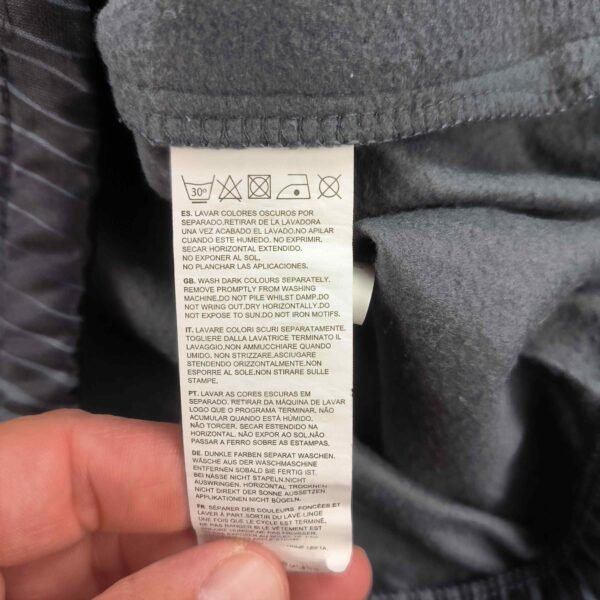 30º
ES. LAVAR COLORES OSCUROS POR
SEPARADO.RETIRAR DE LA LAVADORA
UNA VEZ ACABADO EL LAVADO.NO APILAR
CUANDO ESTE HUMEDO. NO EXPRIMIR,
SECAR HORIZONTAL EXTENDIDO.
NO EXPONER AL SOL,
NO PLANCHAR LAS APLICACIONES.
GB. WASH DARK COLOURS SEPARATELY.
REMOVE PROMPTLY FROM WASHING
MACHINE.DO NOT PILE WHILST DAMP.DO
NOT WRING OUT.DRY HORIZONTALLY.DO
NOT EXPOSE TO SUN.DO NOT IRON MOTIFS.
IT. LAVARE COLORI SCURI SEPARATAMENTE.
TOGLIERE DALLA LAVATRICE TERMINATO IL
LAVAGGIO.NON AMMUCCHIARE QUANDO
UMIDO. NON STRIZZARE.ASCIUGARE
STENDENDO ORIZZONTALMENTE.NON
ESPORRE AL SOLE.NON STIRARE SULLE
STAMPE.
PT. LAVAR AS CORES ESCURAS EM
SEPARADO. RETIRAR DA MÁQUINA DE LAVAR
LOGO QUE O PROGRAMA TERMINAR. NÃO
ACUMULAR QUANDO ESTÁ HÚMIDO.
NÃO TORCER. SECAR ESTENDIDO NA
HORIZONTAL. NÃO EXPOR AO SOL.NÃO
PASSAR A FERRO SOBRE AS ESTAMPAS.
DE. DUNKLE FARBEN SEPARAT WASCHEN.
WÄSCHE AUS DER WASCHMASCHINE
ENTFERNEN SOBALD SIE FERTIG IST.
BEI NÄSSE NICHT STAPELN.NICHT
AUSWRINGEN. HORIZONTAL TROCKNEN
NICHT DIREKT DER SONNE AUSSETZEN
APPLIKATIONEN NICHT BÜGELN.
FR. SÉPARER DES COULEURS FONCÉES ET
LAVER À PART.SORTIR DU LAVE-LINGE
UNE FOIS QUE LE CYCLE EST TERMINÉ,
NE PAS RANGER SI LE VÊTEMENT EST